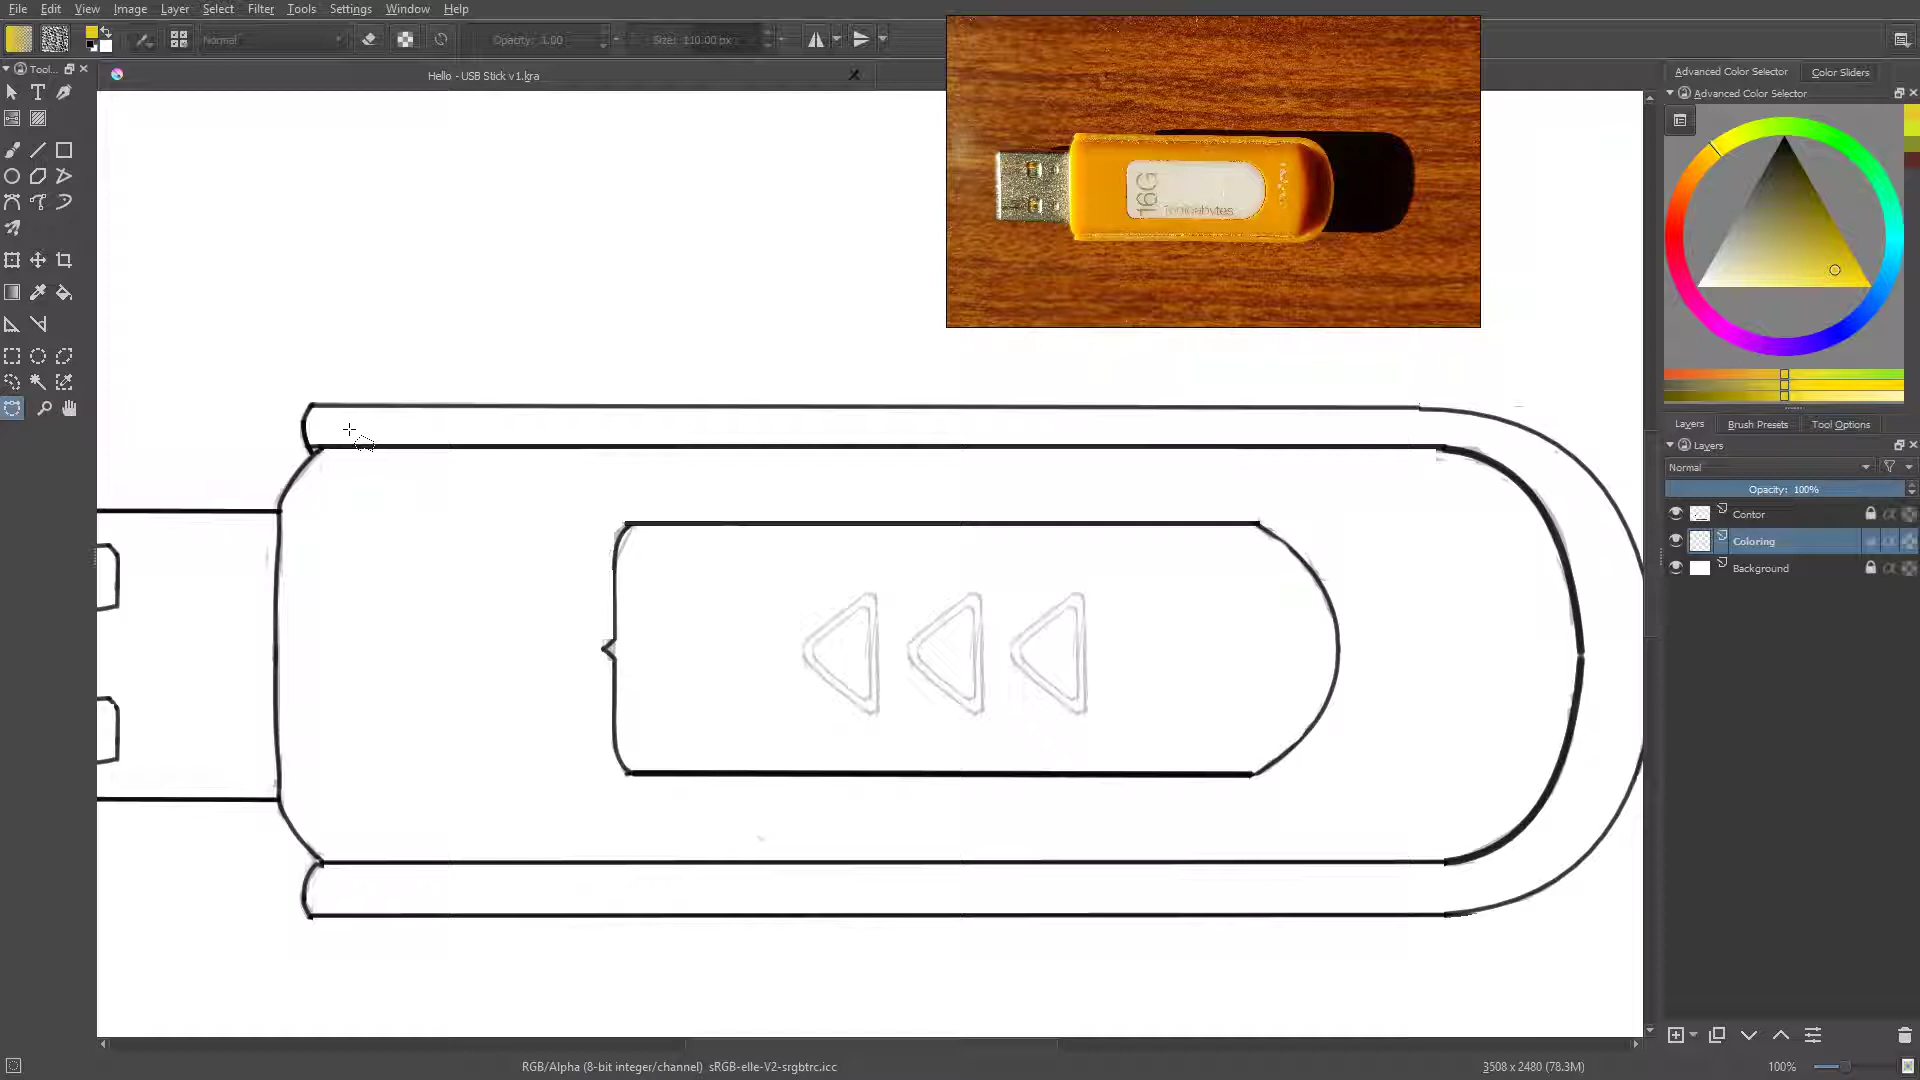 File Edit View Image Layer Select Filter Tools Settings Window Help
Normal
Opacity: 1.00
Size: 110.00 px
Tool...
Hello - USB Stick v1.kra
16G
Advanced Color Selector
Color Sliders
Advanced Color Selector
Layers
Brush Presets
Tool Options
Layers
Normal
Opacity: 100%
Contor
Coloring
Background
RGB/Alpha (8-bit integer/channel) sRGB-elle-V2-srgbtrc.icc
3508 x 2480 (78.3M)
100%